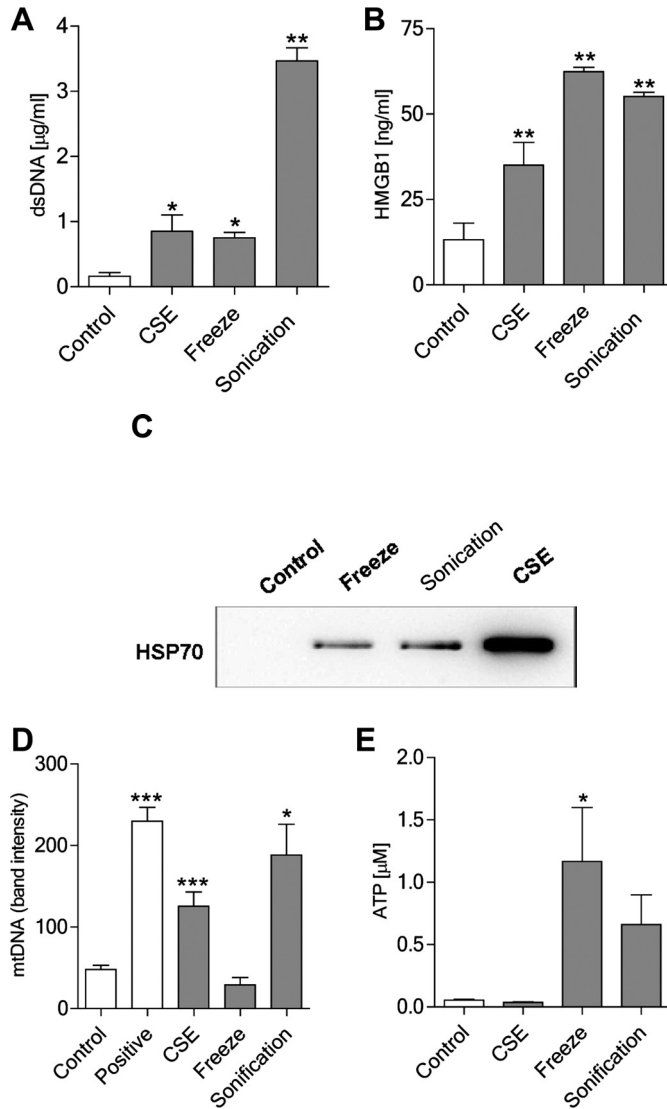 A
dsDNA [µg/ml]
4
3
2
1
0
*
*
**
Control
CSE
Freeze
Sonication
B
HMGB1 [ng/ml]
75
50
25
0
**
**
**
Control
CSE
Freeze
Sonication
C
Control
Freeze
Sonication
CSE
HSP70
D
mtDNA (band intensity)
300
200
100
0
***
***
*
Control
Positive
CSE
Freeze
Sonification
E
ATP [µM]
2.0
1.5
1.0
0.5
0.0
*
Control
CSE
Freeze
Sonification